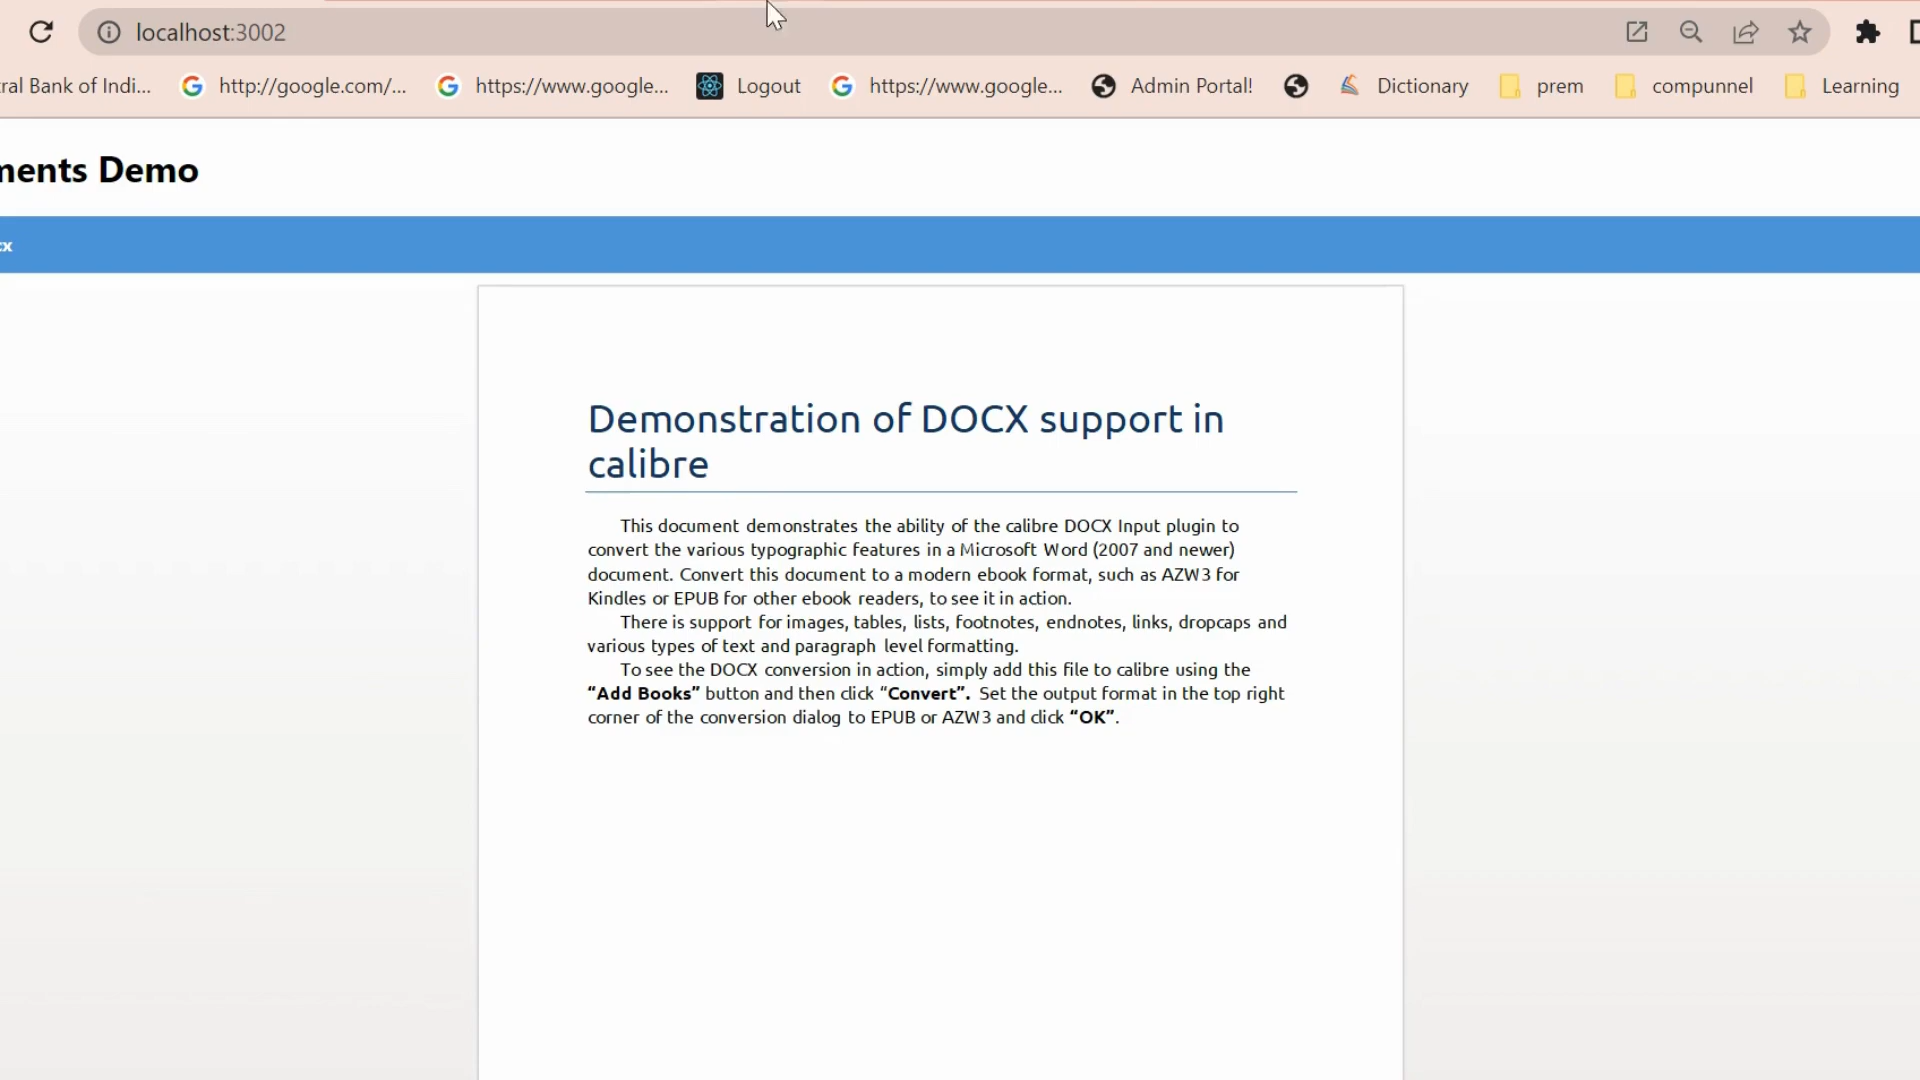 localhost:3002
ral Bank of Indi...
http://google.com/...
https://www.google...
Logout
https://www.google...
Admin Portal!
Dictionary
prem
compunnel
Learning
ments Demo
cx
Demonstration of DOCX support in
calibre
This document demonstrates the ability of the calibre DOCX Input plugin to
convert the various typographic features in a Microsoft Word (2007 and newer)
document. Convert this document to a modern ebook format, such as AZW3 for
Kindles or EPUB for other ebook readers, to see it in action.
There is support for images, tables, lists, footnotes, endnotes, links, dropcaps and
various types of text and paragraph level formatting.
To see the DOCX conversion in action, simply add this file to calibre using the
“Add Books” button and then click “Convert”. Set the output format in the top right
corner of the conversion dialog to EPUB or AZW3 and click “OK”.